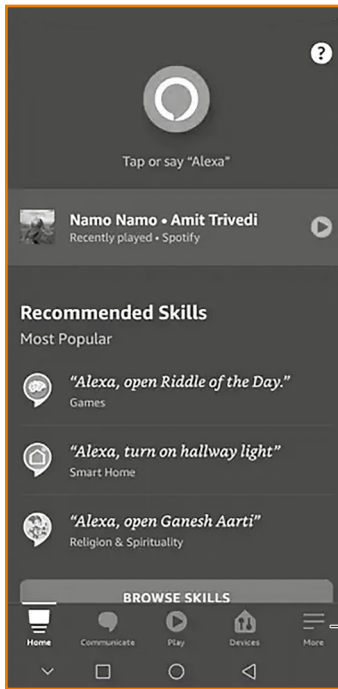 ?
Tap or say “Alexa”
Namo Namo • Amit Trivedi
Recently played • Spotify
Recommended Skills
Most Popular
“Alexa, open Riddle of the Day.”
Games
“Alexa, turn on hallway light”
Smart Home
“Alexa, open Ganesh Aarti”
Religion & Spirituality
BROWSE SKILLS
Home Communicate Play Devices More